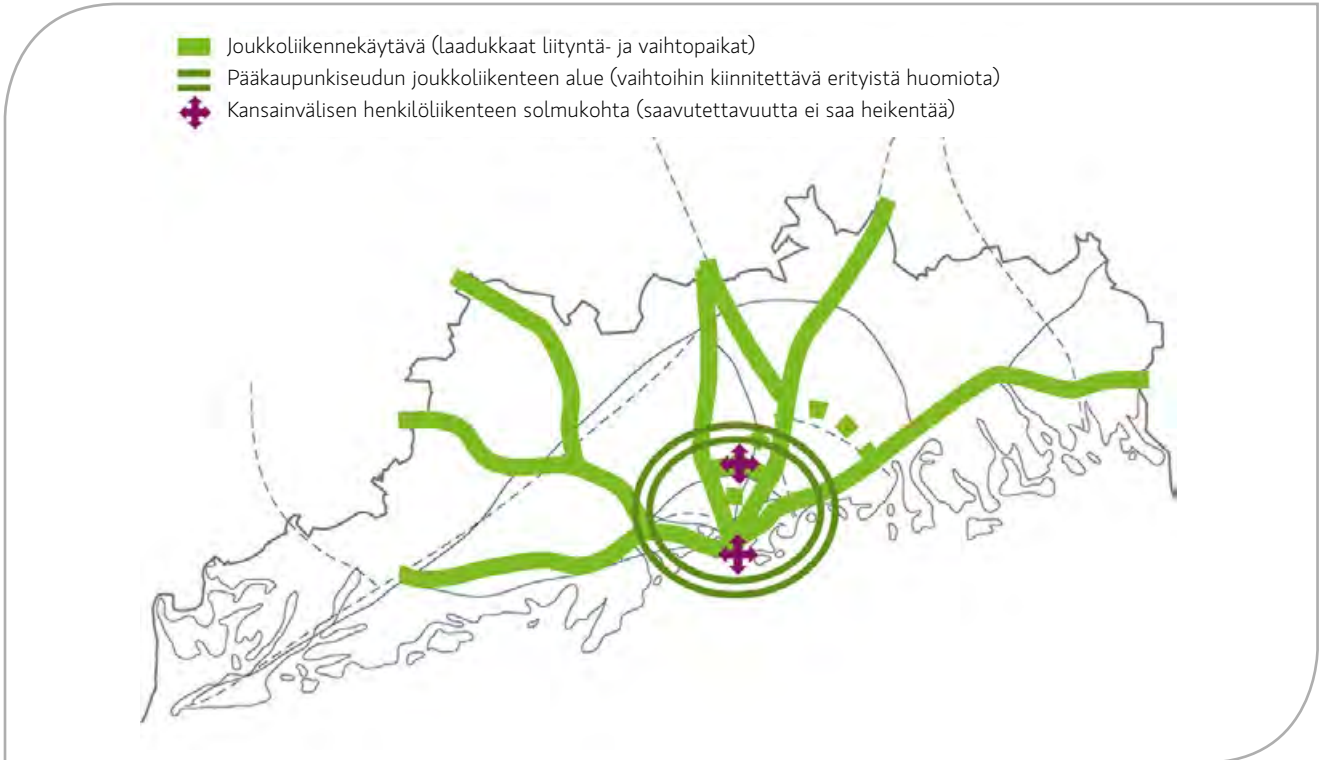 Joukkoliikennekäytävä (laadukkaat liityntä- ja vaihtopaikat)
Pääkaupunkiseudun joukkoliikenteen alue (vaihtoihin kiinnitettävä erityistä huomiota)
Kansainvälisen henkilöliikenteen solmukohta (saavutettavuutta ei saa heikentää)